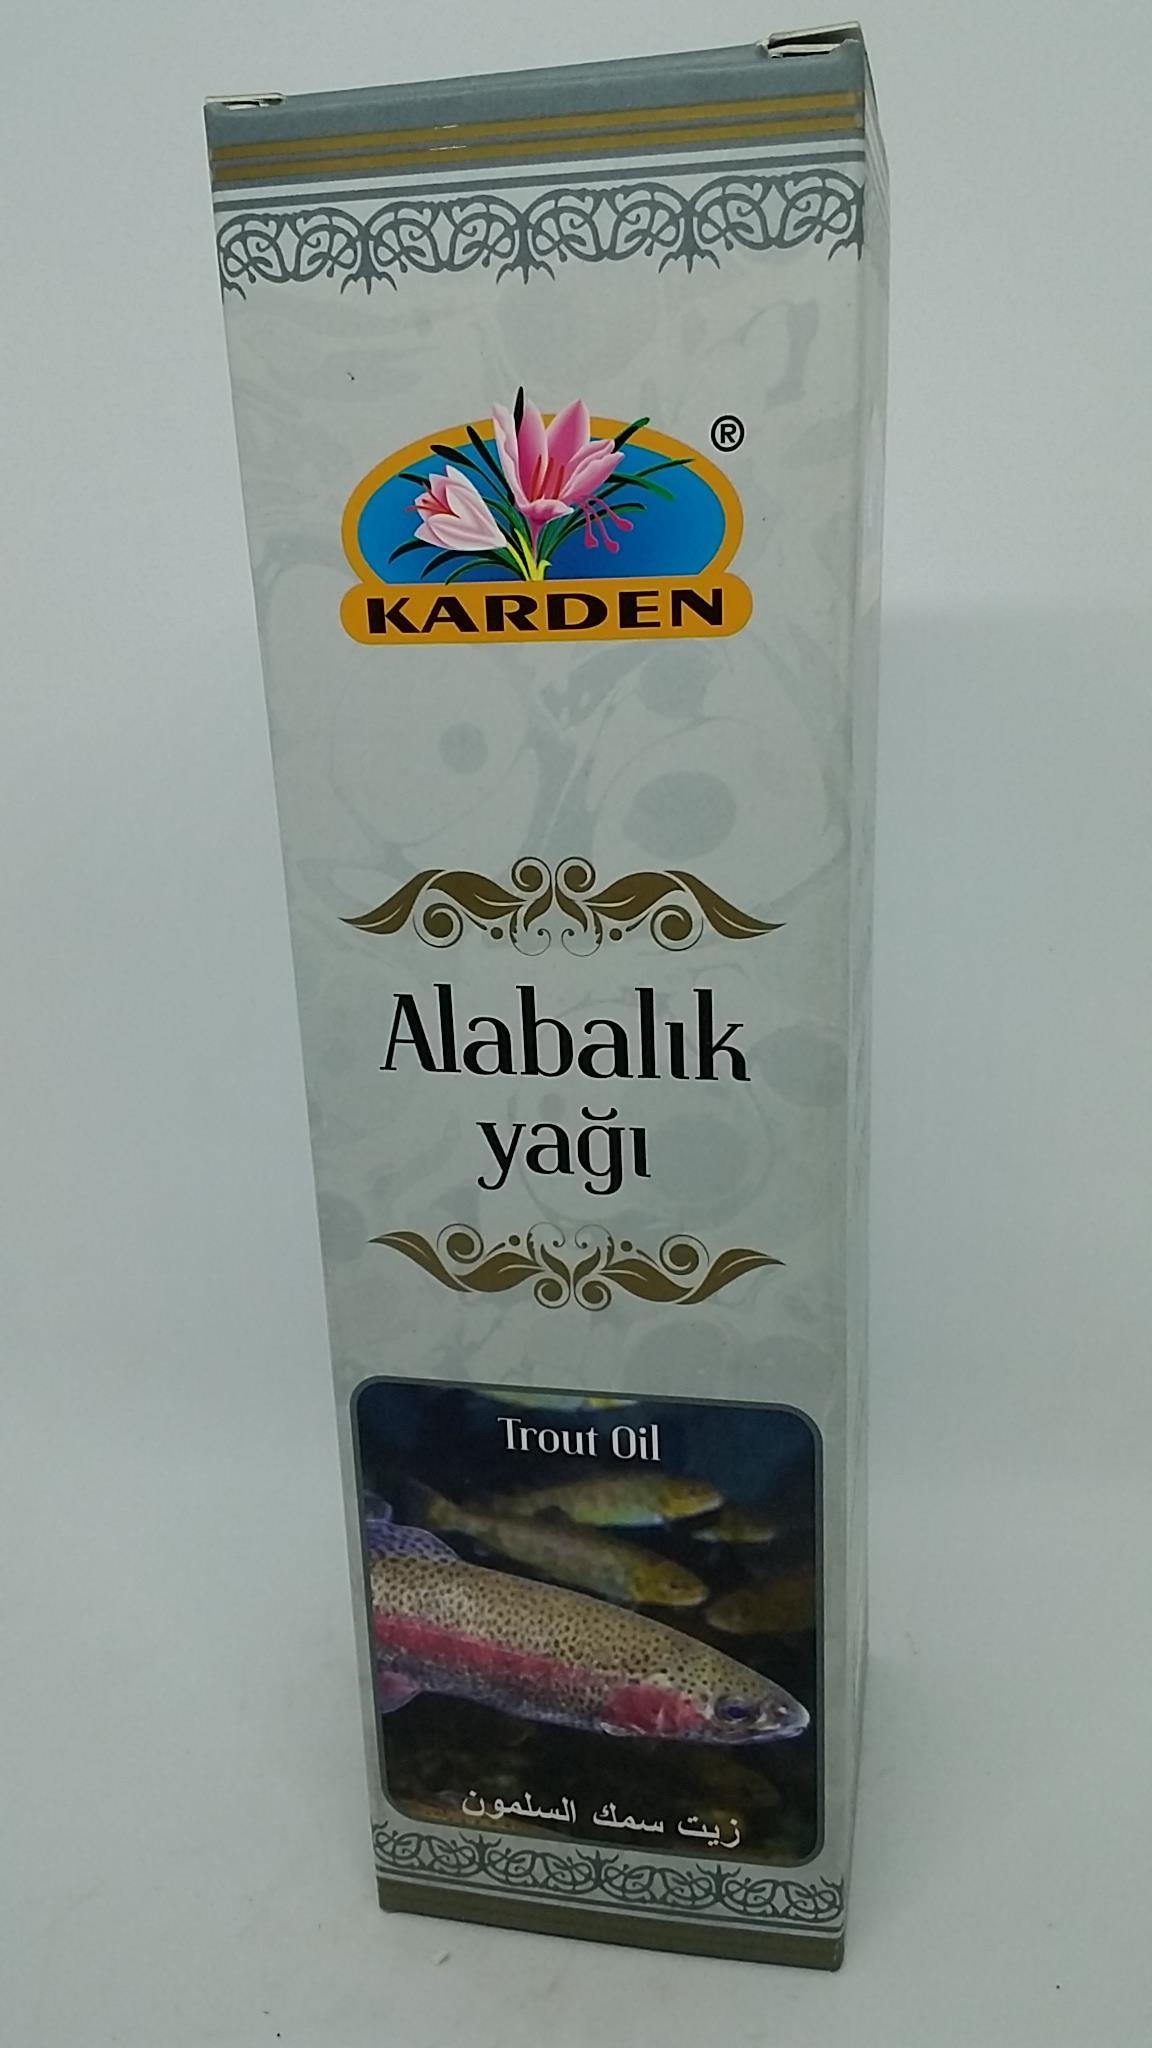 ®
KARDEN
Alabalık
yağı
Trout Oil
زيت سمك السلمون